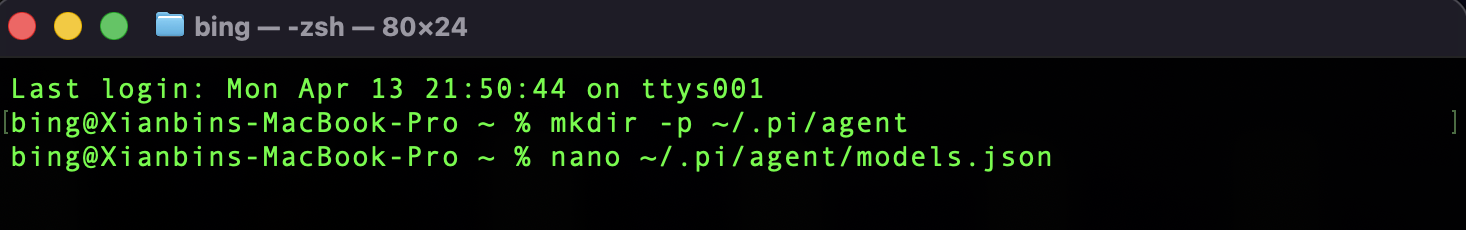 bing — -zsh — 80×24
Last login: Mon Apr 13 21:50:44 on ttys001
[bing@Xianbins-MacBook-Pro ~ % mkdir -p ~/.pi/agent ]
bing@Xianbins-MacBook-Pro ~ % nano ~/.pi/agent/models.json